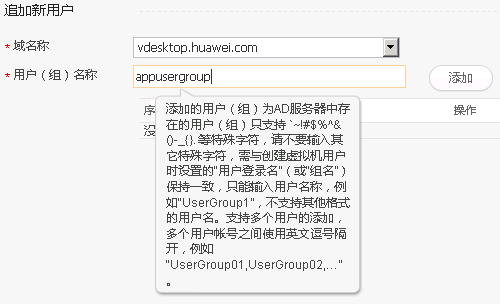 追加新用户
* 域名称
vdesktop.huawei.com
* 用户（组）名称
appusergroup
添加
序
操作
没
添加的用户（组）为AD服务器中存
在的用户（组）只支持 `~!#$%^&
()-_{}. 等特殊字符，请不要输入其
它特殊字符，需与创建虚拟机用户
时设置的"用户登录名"（或"组名"）
保持一致，只能输入用户名称，例
如"UserGroup1"，不支持其他格式
的用户名。支持多个用户的添加，
多个用户帐号之间使用英文逗号隔
开，例如
"UserGroup01,UserGroup02,..."
。